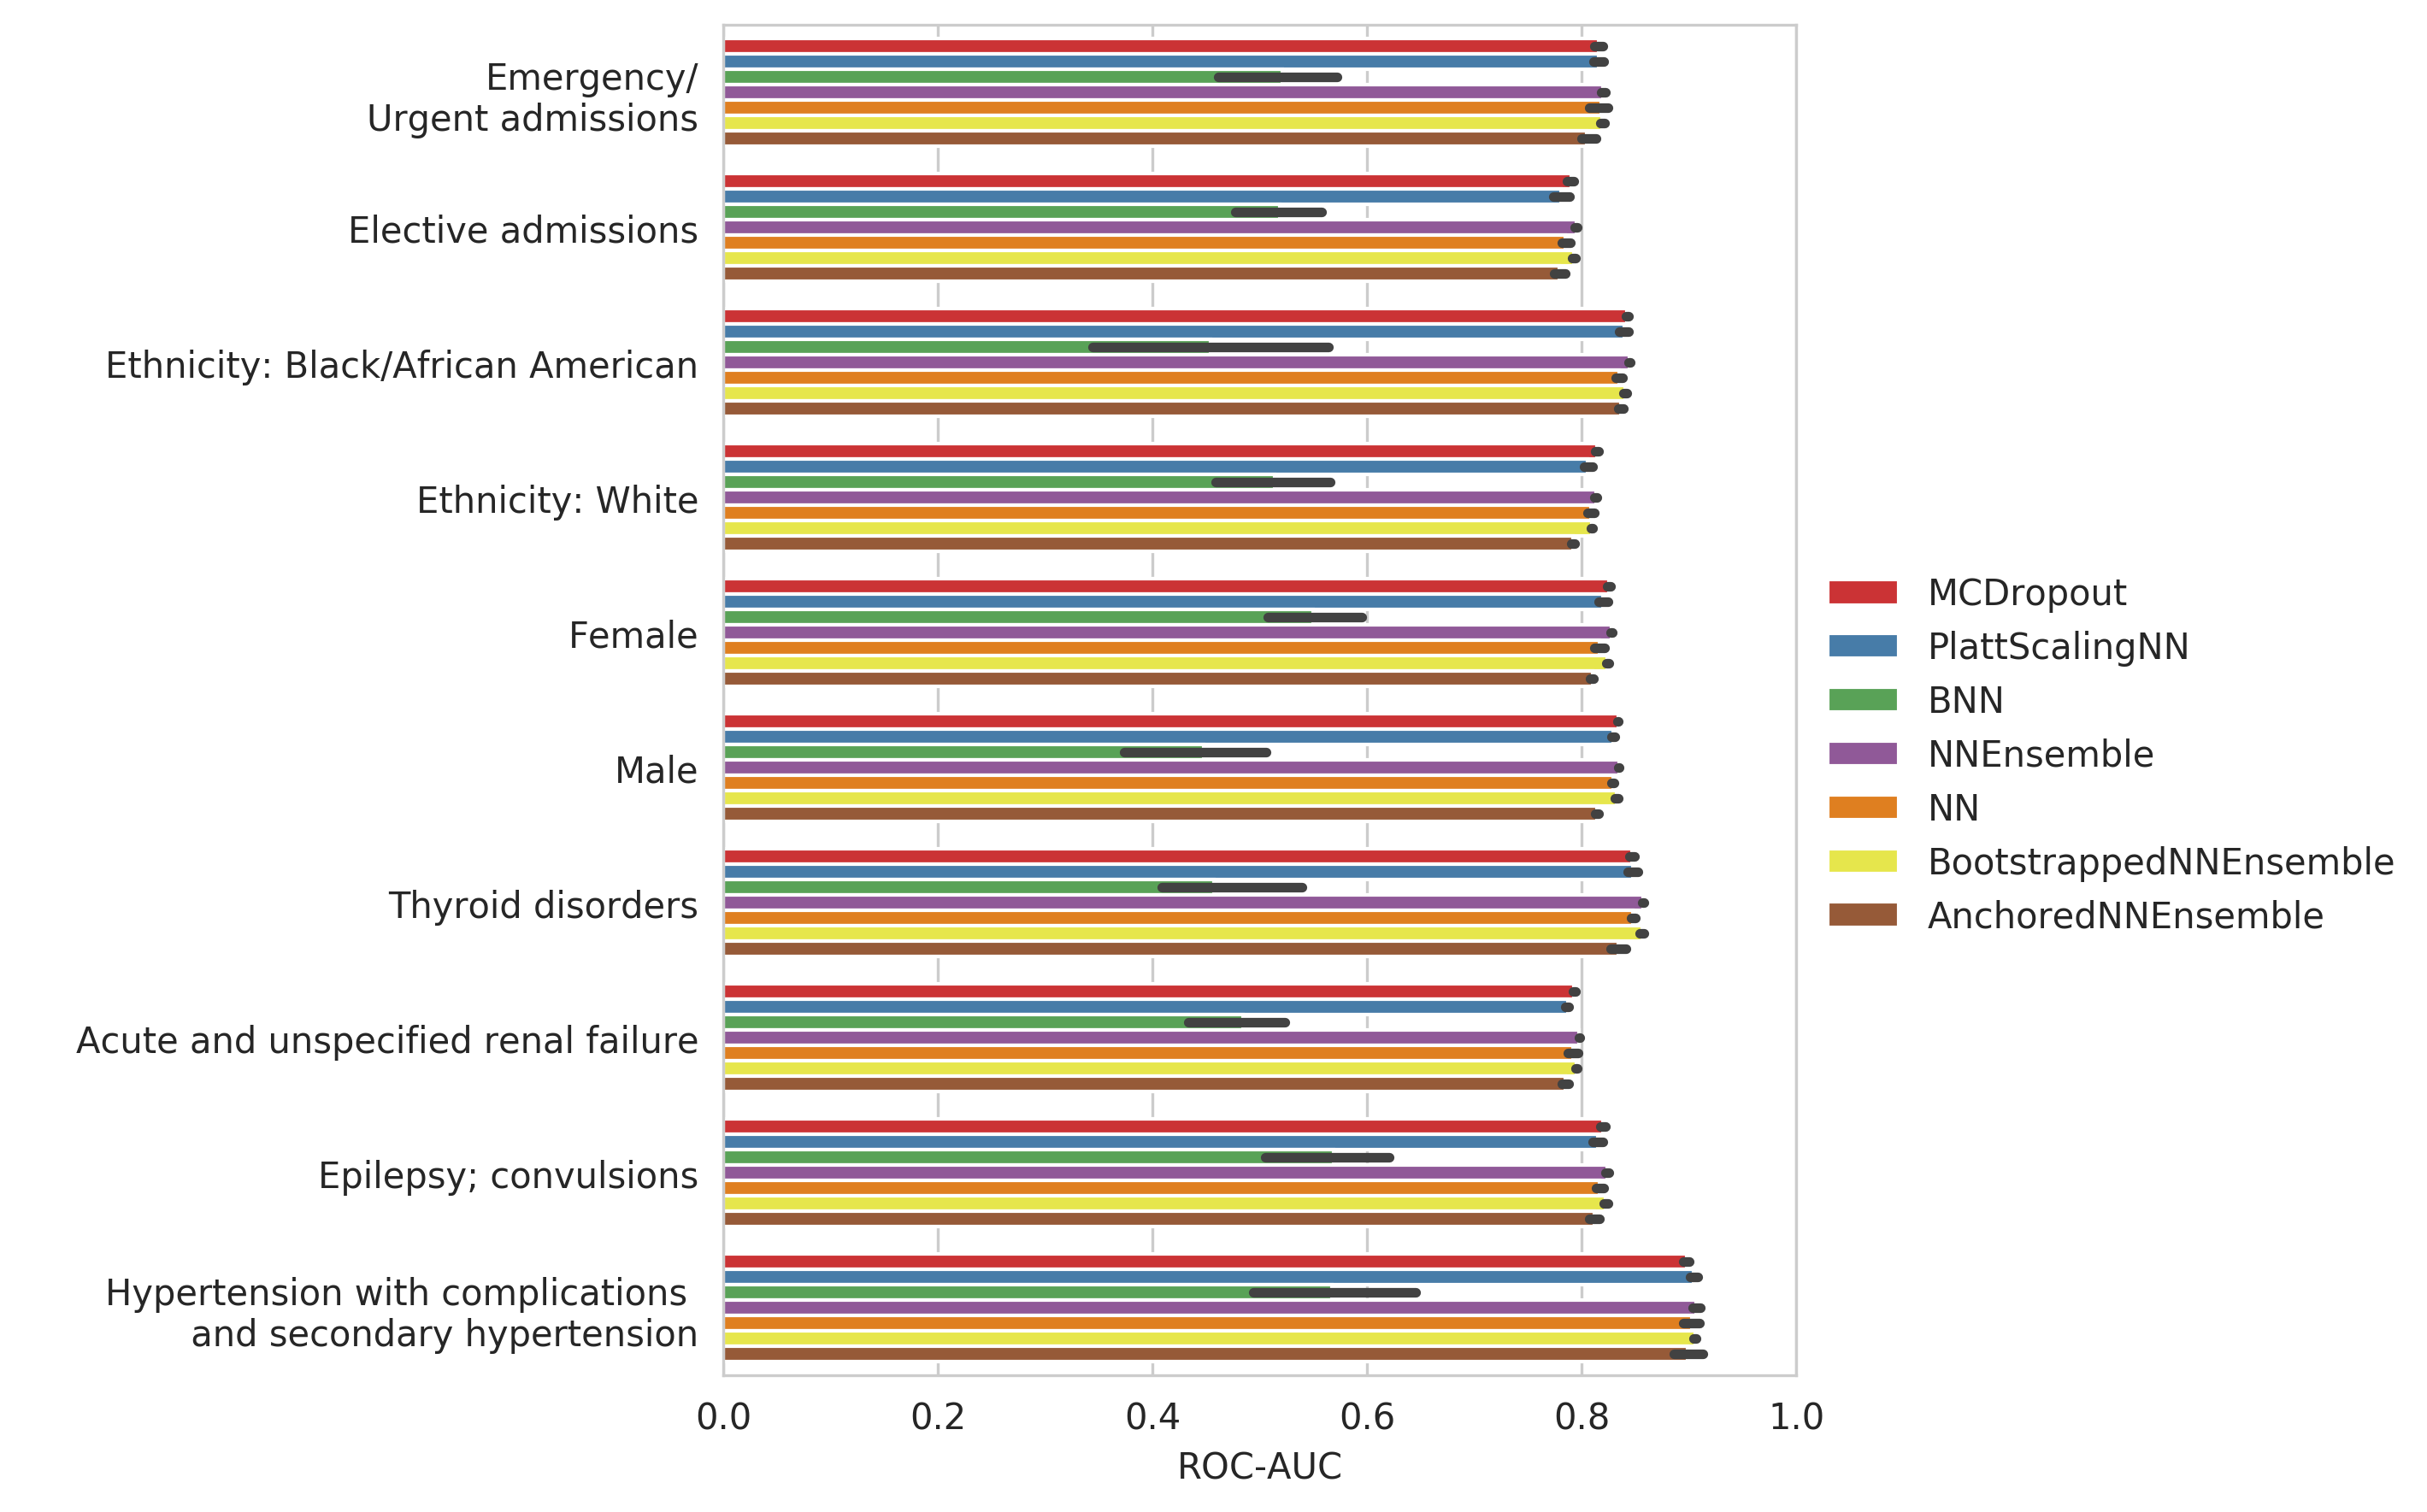 Emergency/
Urgent admissions
Elective admissions
Ethnicity: Black/African American
Ethnicity: White
Female
Male
Thyroid disorders
Acute and unspecified renal failure
Epilepsy; convulsions
Hypertension with complications
and secondary hypertension
0.0 0.2 0.4 0.6 0.8 1.0
ROC-AUC
MCDropout
PlattScalingNN
BNN
NNEnsemble
NN
BootstrappedNNEnsemble
AnchoredNNEnsemble